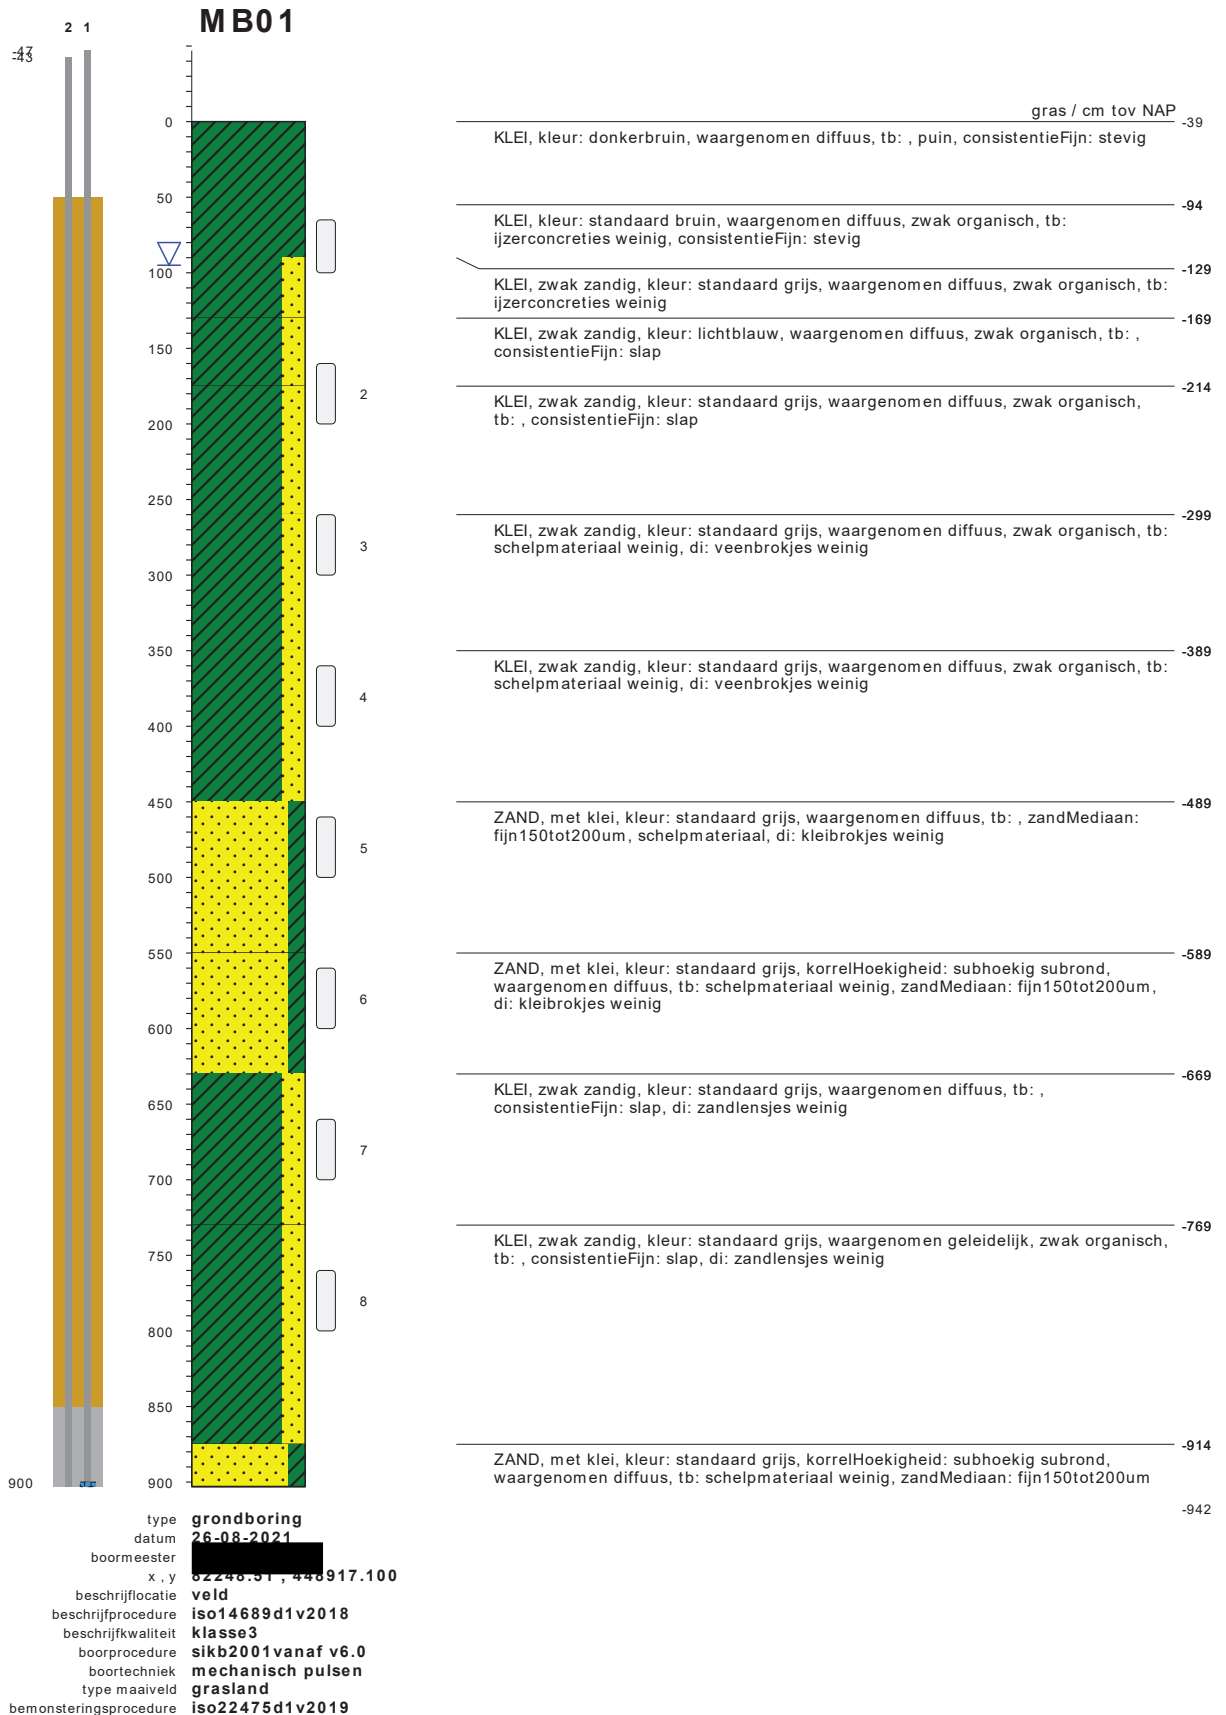 MB01
2 1
-47
-43
gras / cm tov NAP
0
-39
KLEI, kleur: donkerbruin, waargenomen diffuus, tb: , puin, consistentieFijn: stevig
50
-94
KLEI, kleur: standaard bruin, waargenomen diffuus, zwak organisch, tb:
ijzerconcreties weinig, consistentieFijn: stevig
100
-129
KLEI, zwak zandig, kleur: standaard grijs, waargenomen diffuus, zwak organisch, tb:
ijzerconcreties weinig
-169
KLEI, zwak zandig, kleur: lichtblauw, waargenomen diffuus, zwak organisch, tb: ,
consistentieFijn: slap
150
-214
2
KLEI, zwak zandig, kleur: standaard grijs, waargenomen diffuus, zwak organisch,
tb: , consistentieFijn: slap
200
250
-299
KLEI, zwak zandig, kleur: standaard grijs, waargenomen diffuus, zwak organisch, tb:
schelpmateriaal weinig, di: veenbrokjes weinig
3
300
350
-389
KLEI, zwak zandig, kleur: standaard grijs, waargenomen diffuus, zwak organisch, tb:
schelpmateriaal weinig, di: veenbrokjes weinig
4
400
450
-489
ZAND, met klei, kleur: standaard grijs, waargenomen diffuus, tb: , zandMediaan:
fijn150tot200um, schelpmateriaal, di: kleibrokjes weinig
5
500
550
-589
ZAND, met klei, kleur: standaard grijs, korrelHoekigheid: subhoekig subrond,
waargenomen diffuus, tb: schelpmateriaal weinig, zandMediaan: fijn150tot200um,
di: kleibrokjes weinig
6
600
-669
KLEI, zwak zandig, kleur: standaard grijs, waargenomen diffuus, tb: ,
consistentieFijn: slap, di: zandlensjes weinig
650
7
700
-769
KLEI, zwak zandig, kleur: standaard grijs, waargenomen geleidelijk, zwak organisch,
tb: , consistentieFijn: slap, di: zandlensjes weinig
750
8
800
850
-914
ZAND, met klei, kleur: standaard grijs, korrelHoekigheid: subhoekig subrond,
waargenomen diffuus, tb: schelpmateriaal weinig, zandMediaan: fijn150tot200um
900
900
-942
type grondboring
datum 26-08-2021
boormeester
x , y 82248.51 , 448917.100
beschrijflocatie veld
beschrijfprocedure iso14689d1v2018
beschrijfkwaliteit klasse3
boorprocedure sikb2001vanaf v6.0
boortechniek mechanisch pulsen
type maaiveld grasland
bemonsteringsprocedure iso22475d1v2019